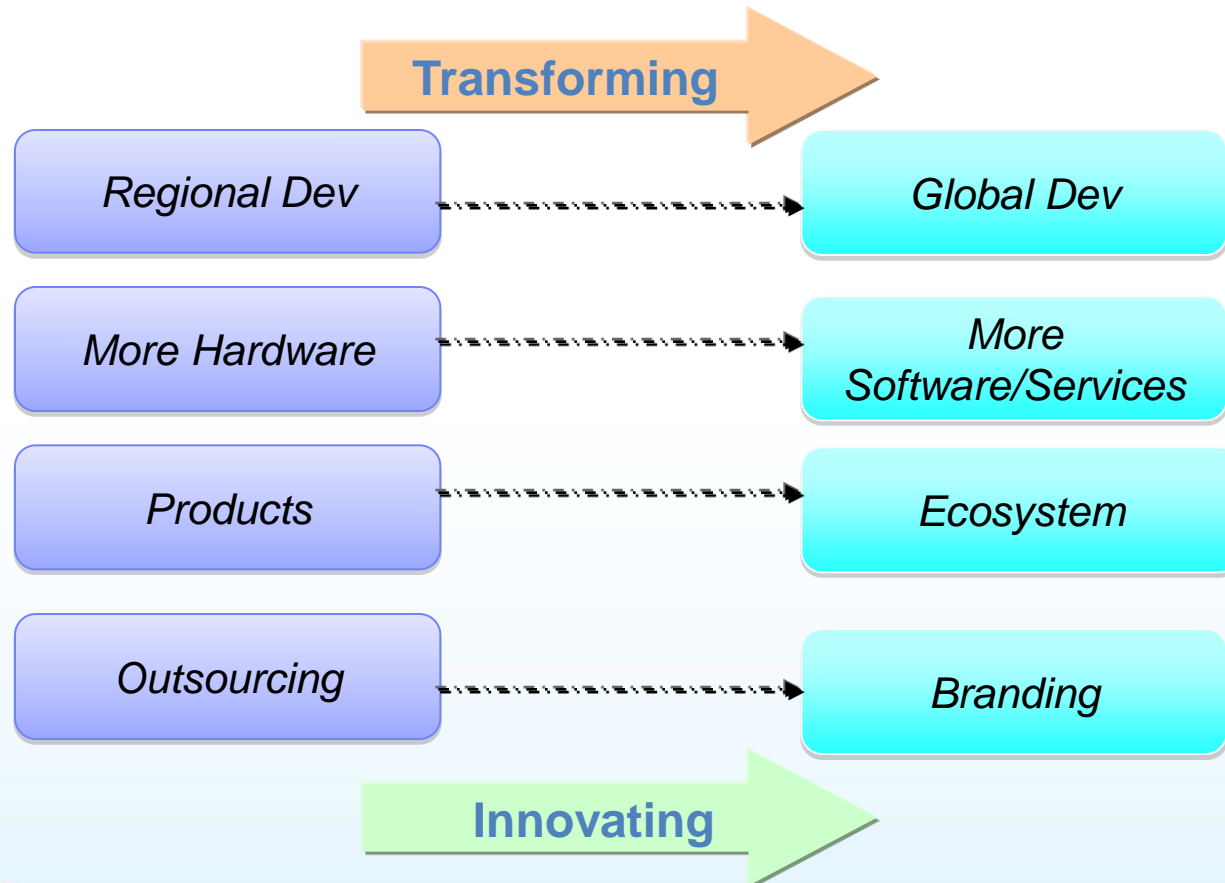 Transforming
Regional Dev
Global Dev
More Hardware
More
Software/Services
Products
Ecosystem
Outsourcing
Branding
Innovating